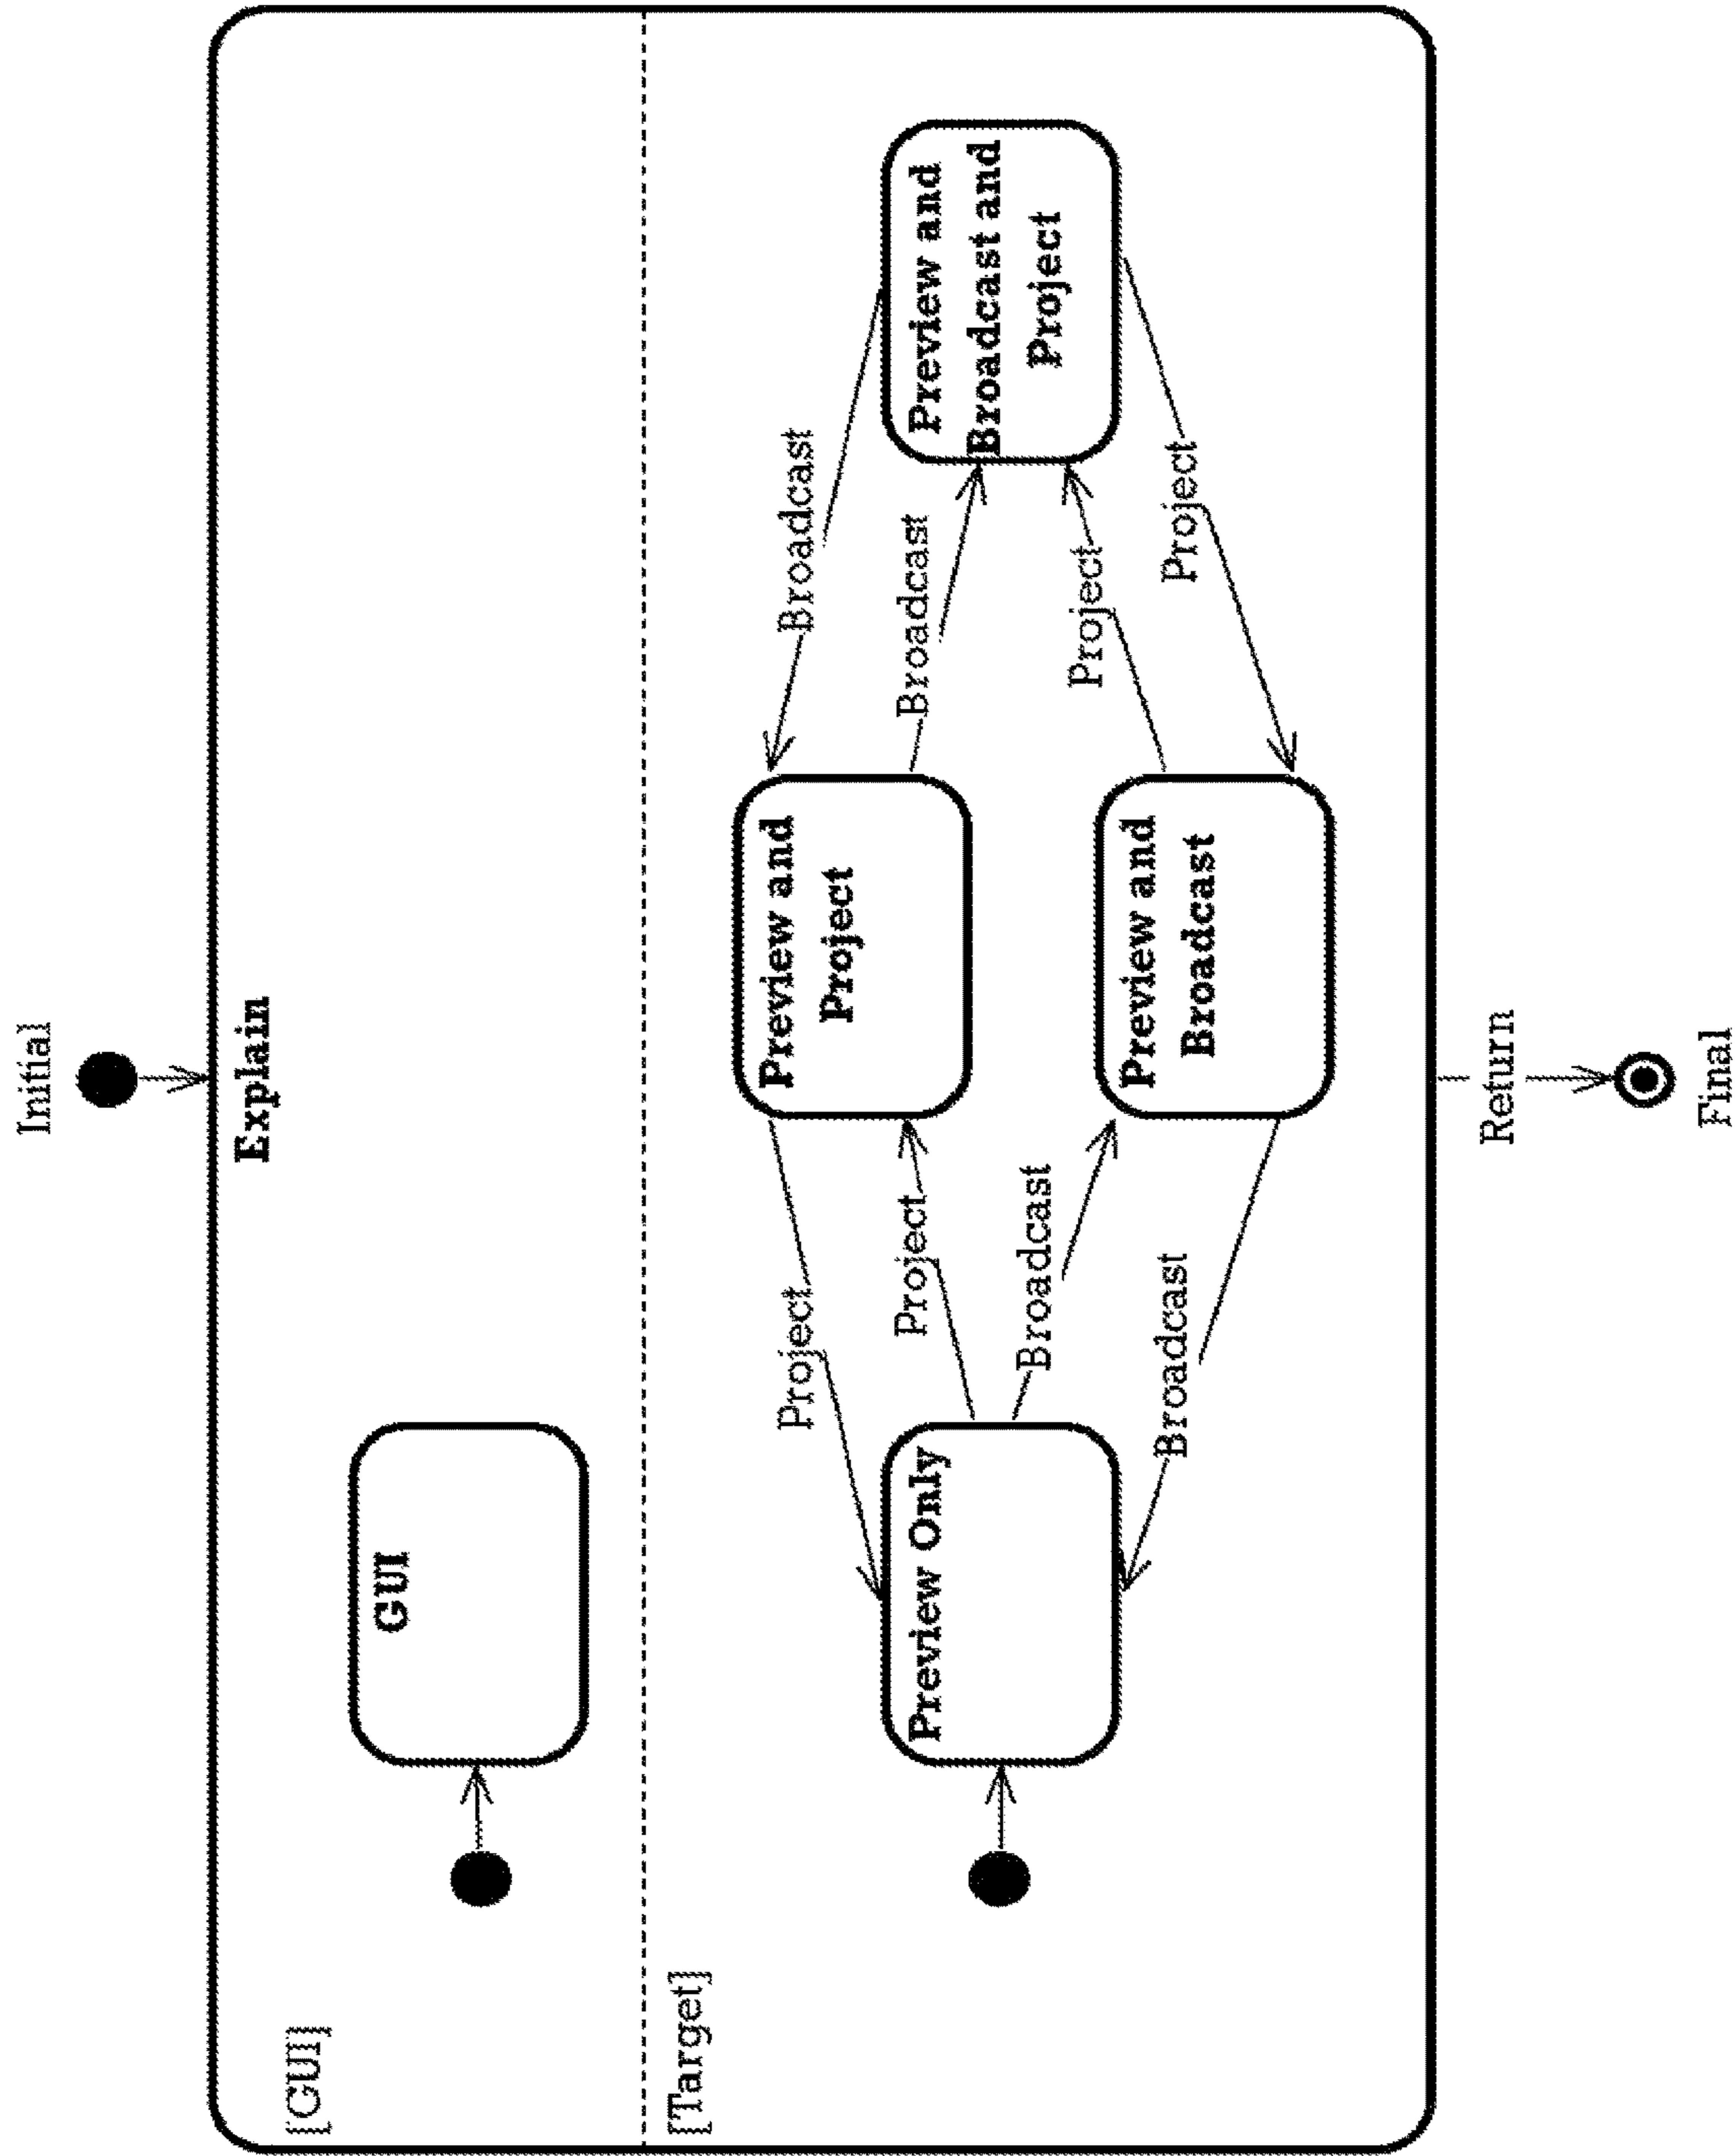 Initial
Explain
[GUI]
GUI
[Target]
Preview and
Project
Project
Broadcast
Project
Broadcast
Preview Only
Preview and
Broadcast and
Project
Broadcast
Project
Preview and
Broadcast
Broadcast
Project
Return
Final